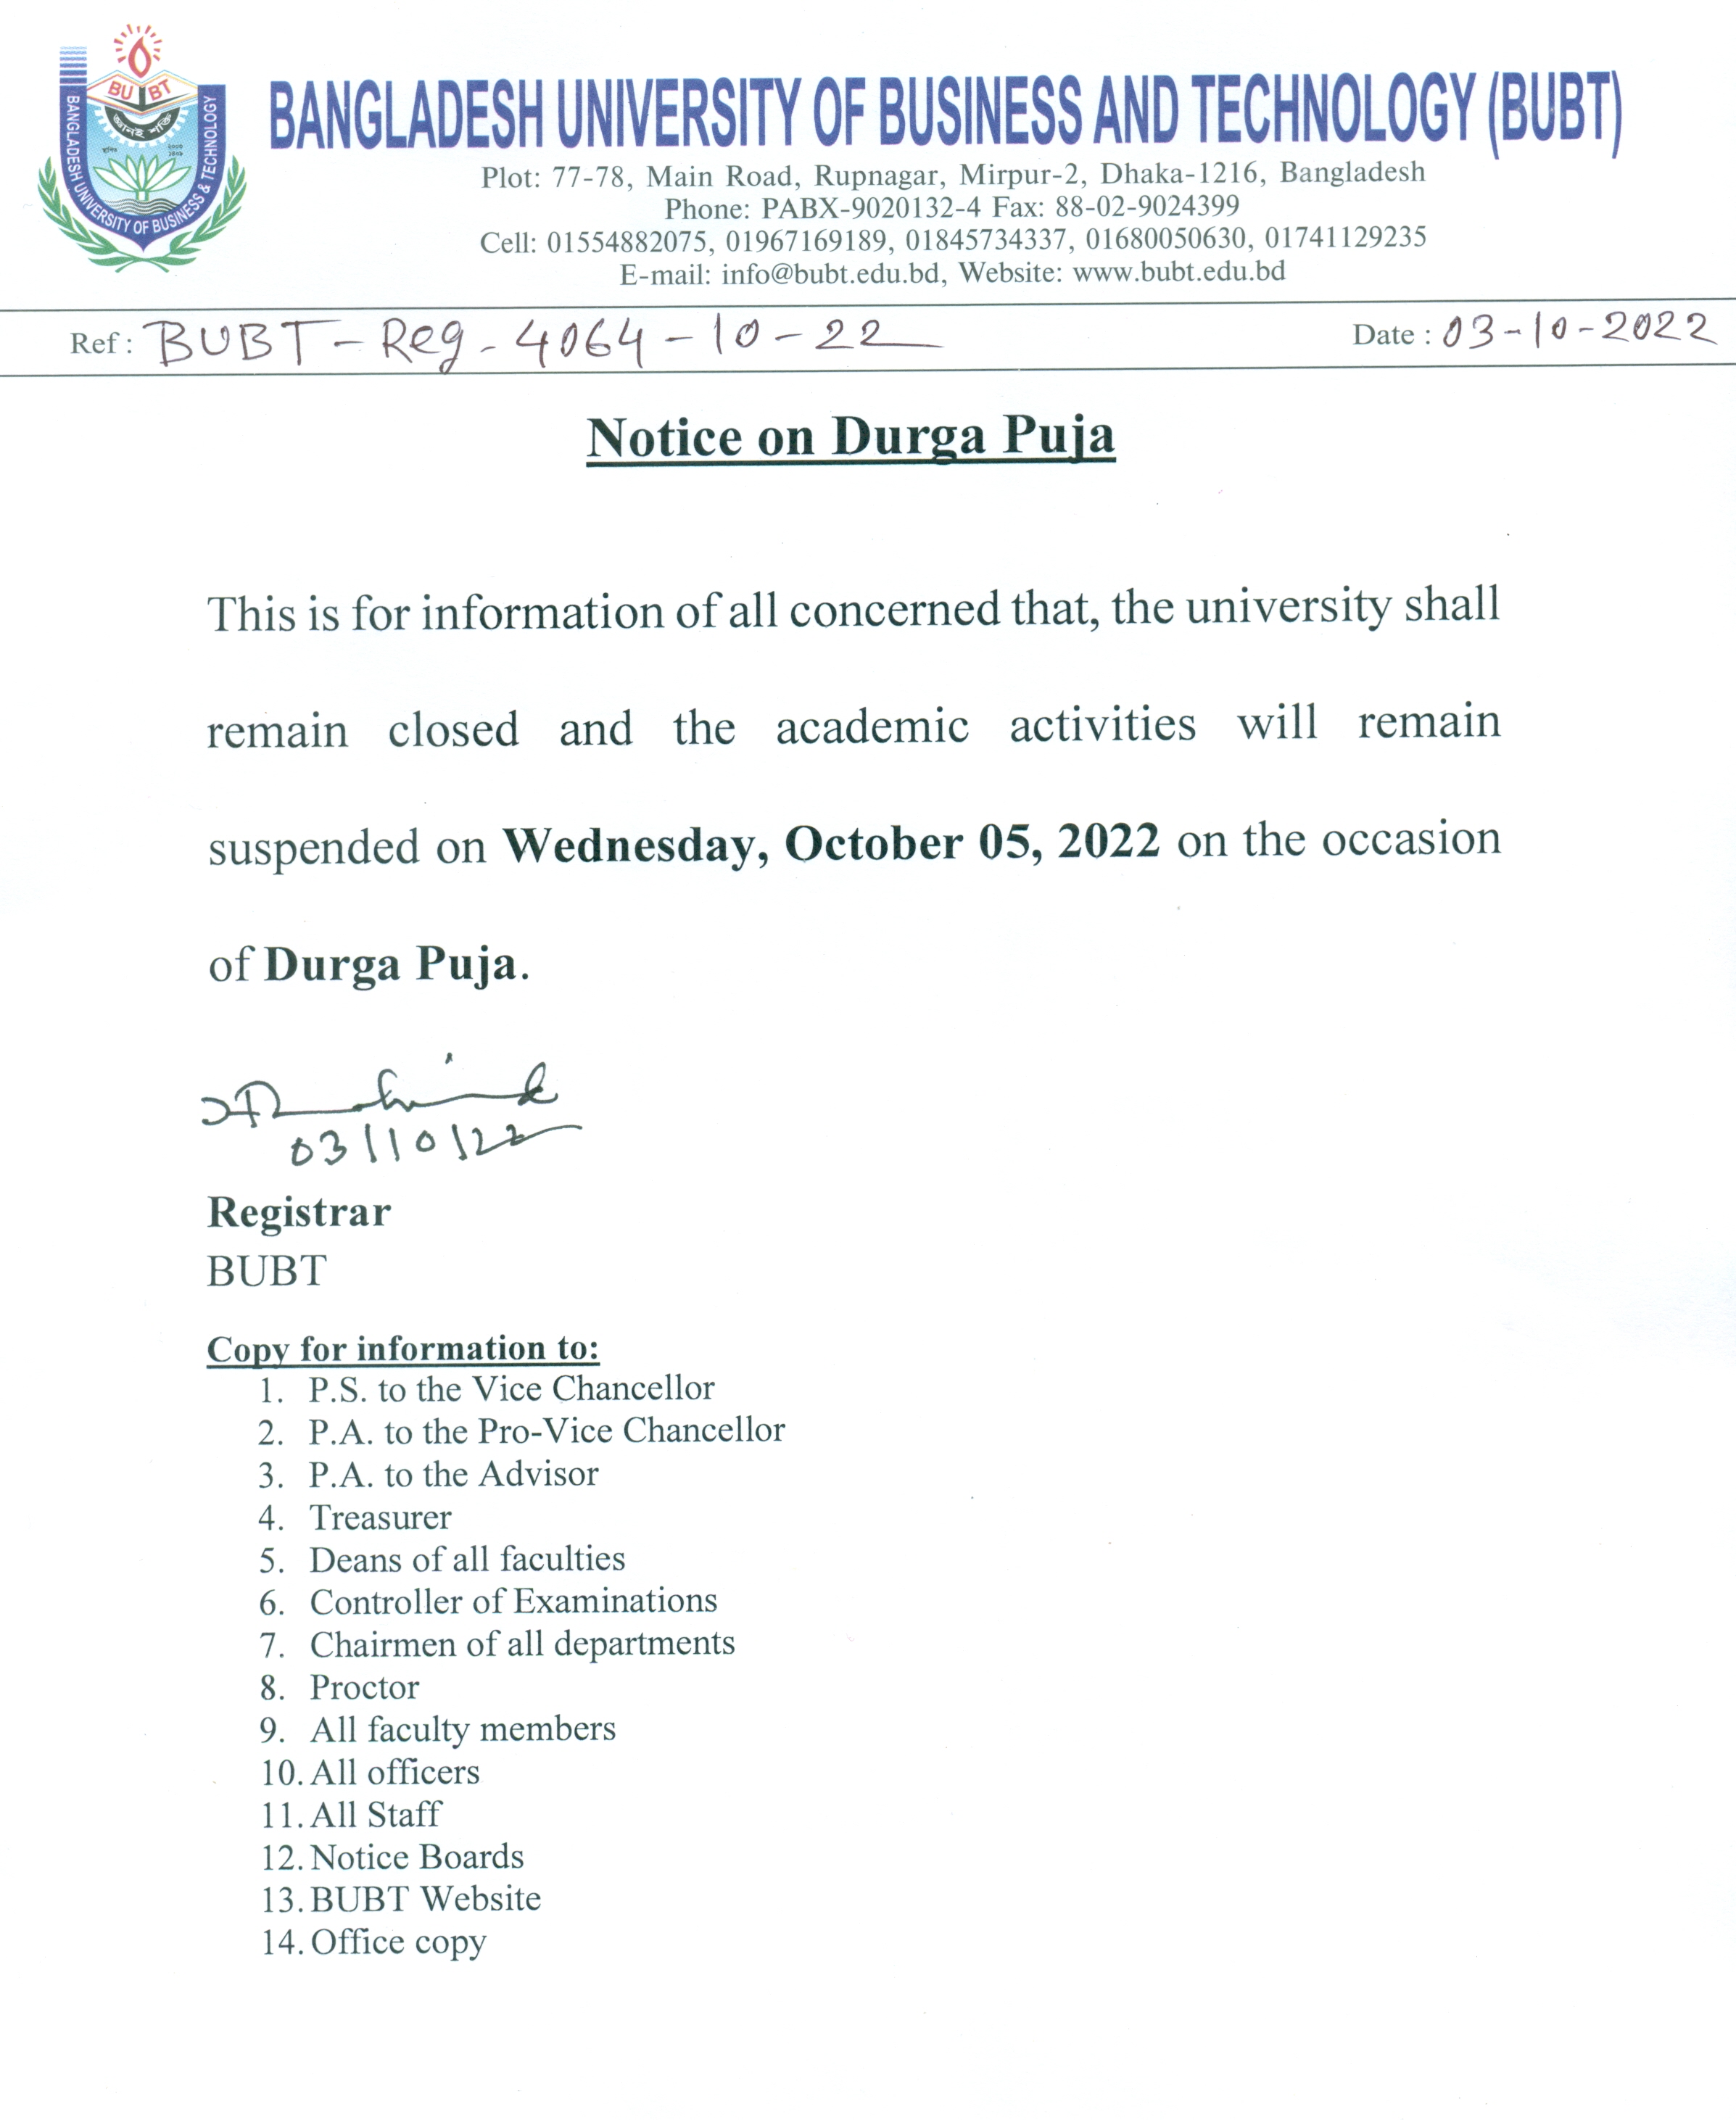 BU BT
জ্ঞানই শক্তি
স্থাপিত ২০০৩
BANGLADESH UNIVERSITY OF BUSINESS & TECHNOLOGY
BANGLADESH UNIVERSITY OF BUSINESS AND TECHNOLOGY (BUBT)
Plot: 77-78, Main Road, Rupnagar, Mirpur-2, Dhaka-1216, Bangladesh
Phone: PABX-9020132-4 Fax: 88-02-9024399
Cell: 01554882075, 01967169189, 01845734337, 01680050630, 01741129235
E-mail: info@bubt.edu.bd, Website: www.bubt.edu.bd
Ref : BUBT-Reg-4064-10-22 Date : 03-10-2022
Notice on Durga Puja
This is for information of all concerned that, the university shall
remain closed and the academic activities will remain
suspended on Wednesday, October 05, 2022 on the occasion
of Durga Puja.
03/10/22
Registrar
BUBT
Copy for information to:
1. P.S. to the Vice Chancellor
2. P.A. to the Pro-Vice Chancellor
3. P.A. to the Advisor
4. Treasurer
5. Deans of all faculties
6. Controller of Examinations
7. Chairmen of all departments
8. Proctor
9. All faculty members
10. All officers
11. All Staff
12. Notice Boards
13. BUBT Website
14. Office copy